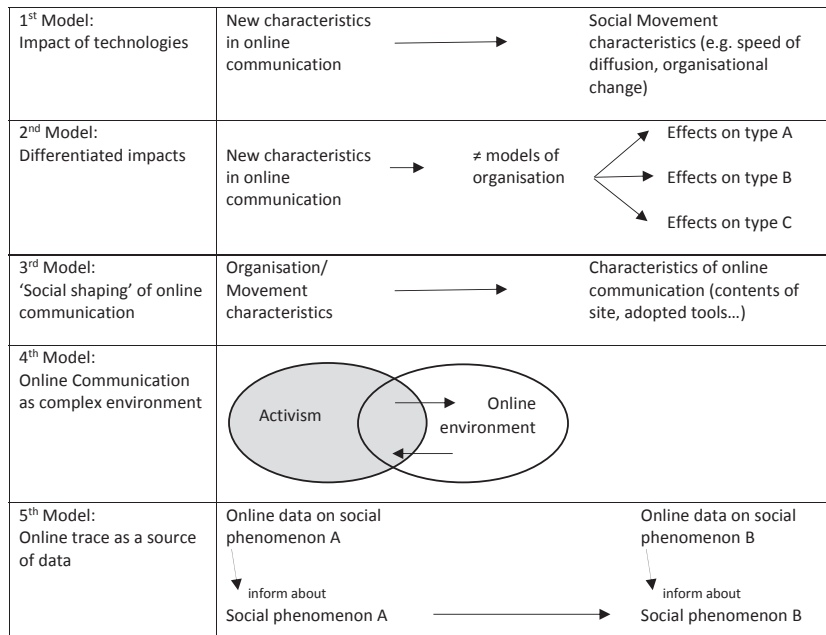 1st Model:
Impact of technologies
New characteristics
in online
communication
Social Movement
characteristics (e.g. speed of
diffusion, organisational
change)
2nd Model:
Differentiated impacts
New characteristics
in online
communication
≠ models of
organisation
Effects on type A
Effects on type B
Effects on type C
3rd Model:
‘Social shaping’ of online
communication
Organisation/
Movement
characteristics
Characteristics of online
communication (contents of
site, adopted tools…)
4th Model:
Online Communication
as complex environment
Activism
Online
environment
5th Model:
Online trace as a source
of data
Online data on social
phenomenon A
inform about
Social phenomenon A
Online data on social
phenomenon B
inform about
Social phenomenon B